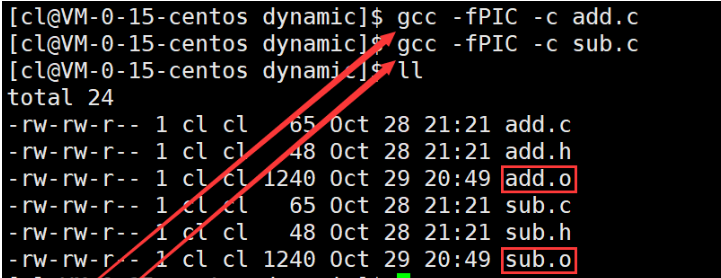 [cl@VM-0-15-centos dynamic]$ gcc -fPIC -c add.c
[cl@VM-0-15-centos dynamic]$ gcc -fPIC -c sub.c
[cl@VM-0-15-centos dynamic]$ ll
total 24
-rw-rw-r-- 1 cl cl   65 Oct 28 21:21 add.c
-rw-rw-r-- 1 cl cl   48 Oct 28 21:21 add.h
-rw-rw-r-- 1 cl cl 1240 Oct 29 20:49 add.o
-rw-rw-r-- 1 cl cl   65 Oct 28 21:21 sub.c
-rw-rw-r-- 1 cl cl   48 Oct 28 21:21 sub.h
-rw-rw-r-- 1 cl cl 1240 Oct 29 20:49 sub.o